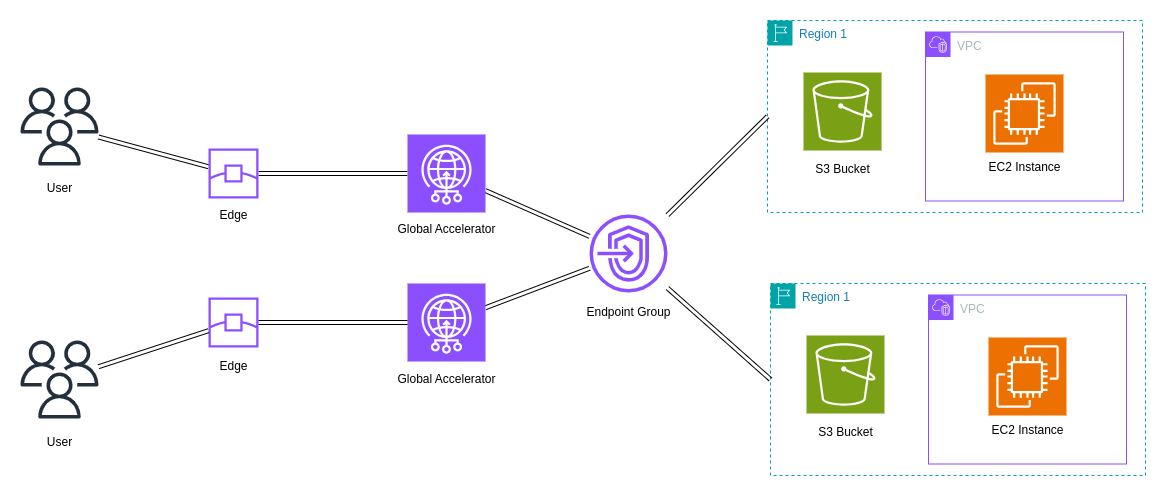 Region 1
VPC
S3 Bucket
EC2 Instance
User
Edge
Global Accelerator
Endpoint Group
Region 1
VPC
Edge
Global Accelerator
User
S3 Bucket
EC2 Instance